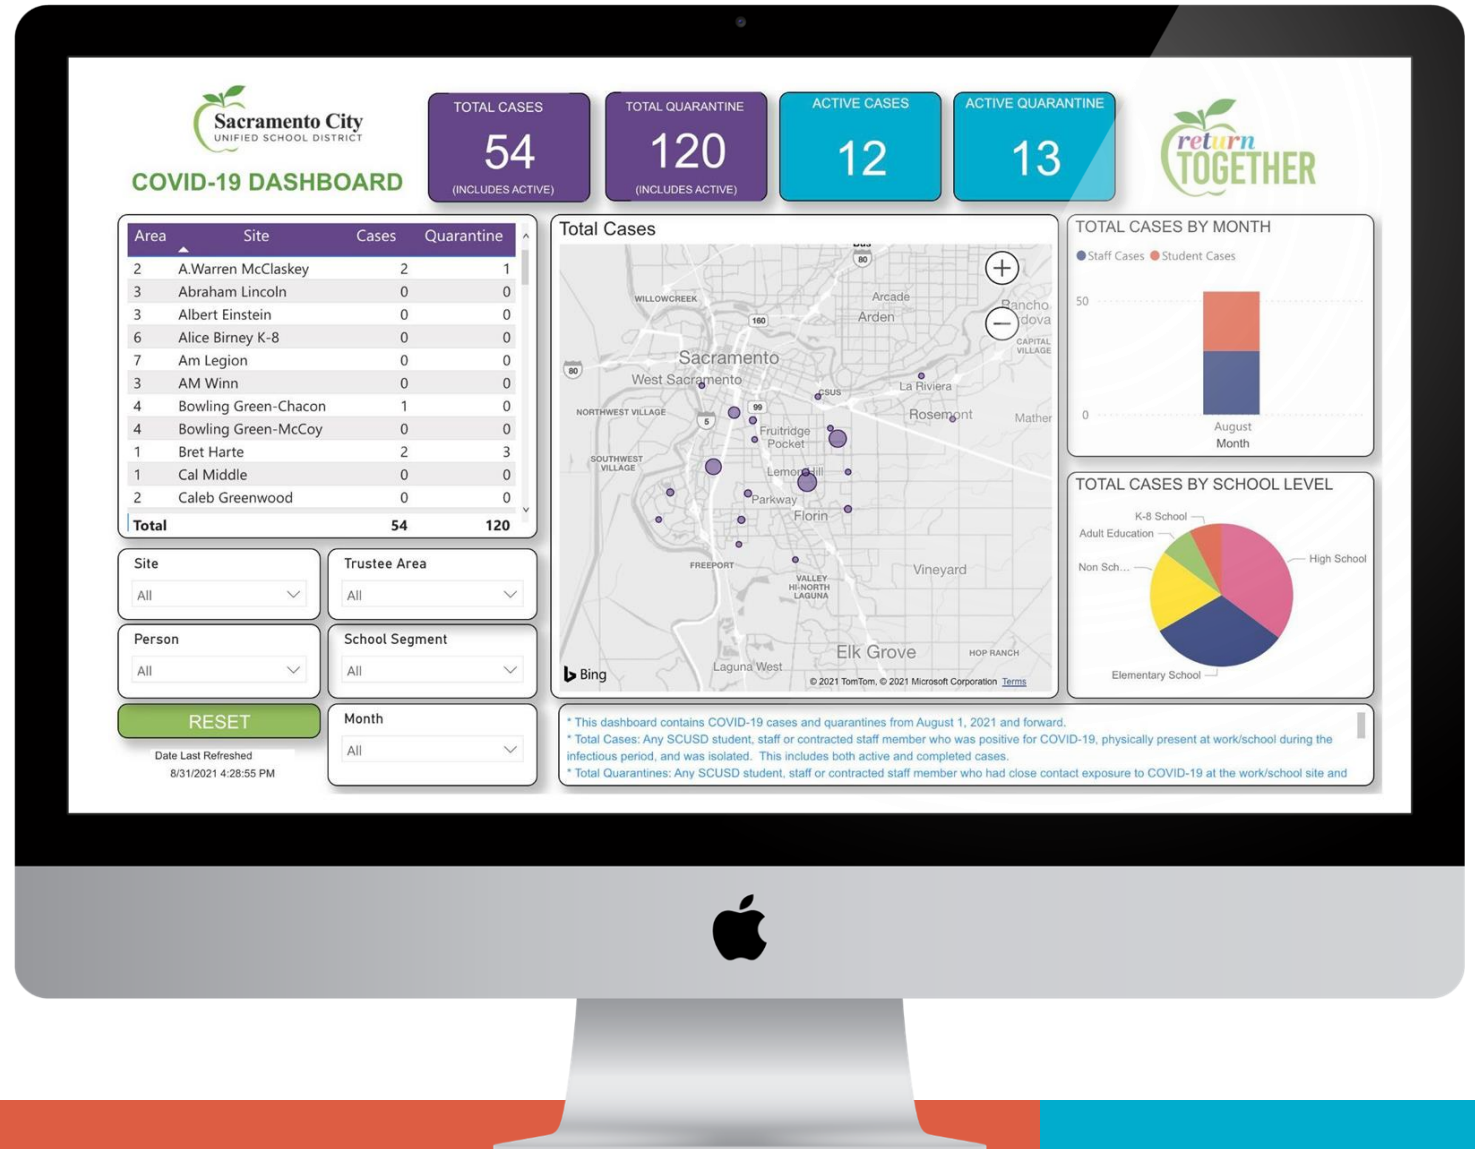 Sacramento City
UNIFIED SCHOOL DISTRICT
COVID-19 DASHBOARD
TOTAL CASES
54
(INCLUDES ACTIVE)
TOTAL QUARANTINE
120
(INCLUDES ACTIVE)
ACTIVE CASES
12
ACTIVE QUARANTINE
13
return
TOGETHER
Area Site Cases Quarantine
2 A.Warren McClaskey 2 1
3 Abraham Lincoln 0 0
3 Albert Einstein 0 0
6 Alice Birney K-8 0 0
7 Am Legion 0 0
3 AM Winn 0 0
4 Bowling Green-Chacon 1 0
4 Bowling Green-McCoy 0 0
1 Bret Harte 2 3
1 Cal Middle 0 0
2 Caleb Greenwood 0 0
Total 54 120
Site
All
Trustee Area
All
Person
All
School Segment
All
RESET
Month
All
Date Last Refreshed
8/31/2021 4:28:55 PM
Total Cases
80
WILLOWCREEK
Arcade
Arden
Rancho
160
CAPITAL
VILLAGE
Sacramento
80
West Sacramento
CSUS
La Riviera
NORTHWEST VILLAGE
99
5
Rosemont
Mather
Fruitridge
Pocket
SOUTHWEST
VILLAGE
Lemon Hill
Parkway
Florin
FREEPORT
Vineyard
VALLEY
HI-NORTH
LAGUNA
Elk Grove
HOP RANCH
Laguna West
Bing
© 2021 TomTom, © 2021 Microsoft Corporation Terms
TOTAL CASES BY MONTH
Staff Cases Student Cases
50
0
August
Month
TOTAL CASES BY SCHOOL LEVEL
K-8 School
Adult Education
Non Sch...
High School
Elementary School
* This dashboard contains COVID-19 cases and quarantines from August 1, 2021 and forward.
* Total Cases: Any SCUSD student, staff or contracted staff member who was positive for COVID-19, physically present at work/school during the
infectious period, and was isolated. This includes both active and completed cases.
* Total Quarantines: Any SCUSD student, staff or contracted staff member who had close contact exposure to COVID-19 at the work/school site and